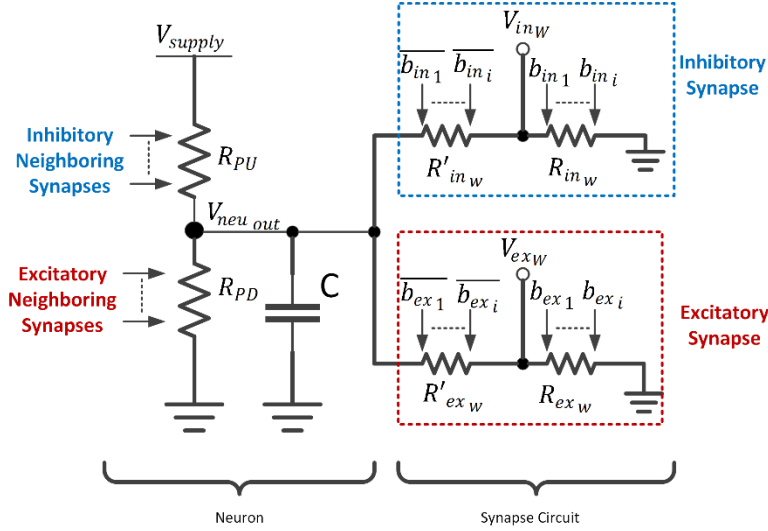 V_supply
Inhibitory
Neighboring
Synapses
R_PU
V_neu_out
Excitatory
Neighboring
Synapses
R_PD
C
V_in_W
b̅_in_1 b̅_in_i b_in_1 b_in_i
R'_in_w R_in_w
Inhibitory
Synapse
V_ex_W
b̅_ex_1 b̅_ex_i b_ex_1 b_ex_i
R'_ex_w R_ex_w
Excitatory
Synapse
Neuron
Synapse Circuit